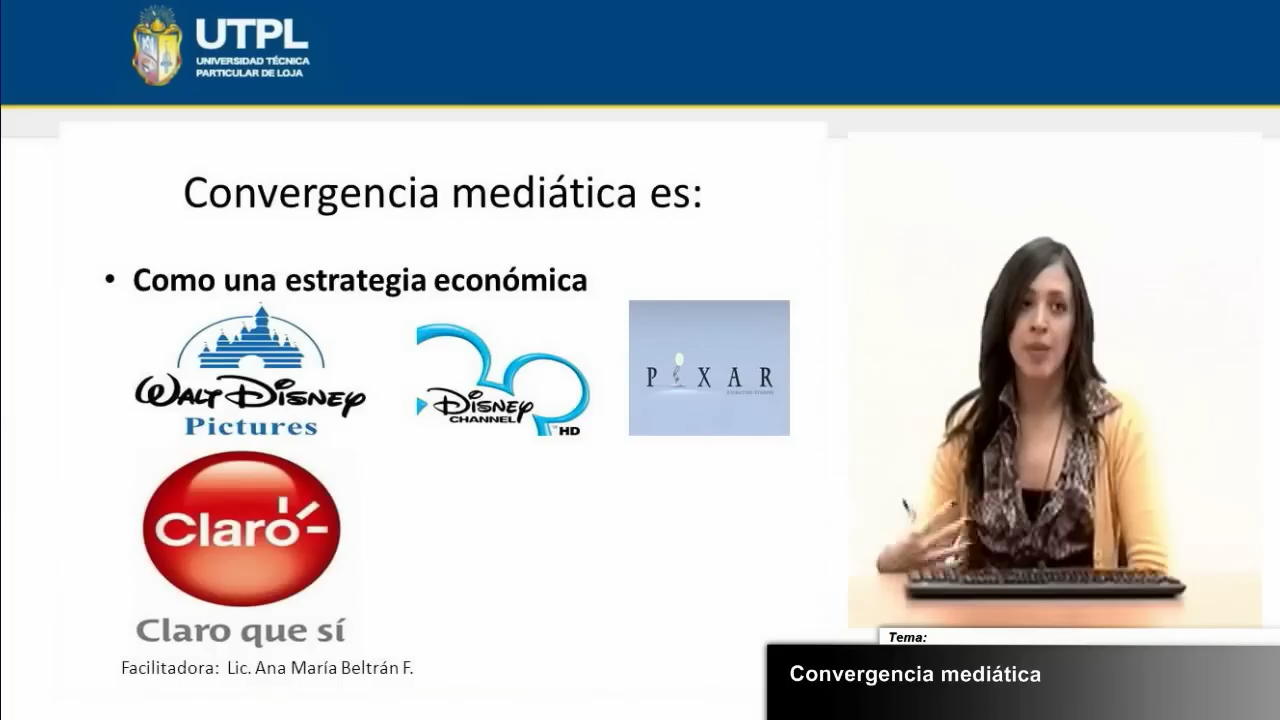 UTPL
UNIVERSIDAD TÉCNICA
PARTICULAR DE LOJA
Convergencia mediática es:
• Como una estrategia económica
WALT DISNEY
Pictures
DISNEY
CHANNEL
HD
PIXAR
Claro
Claro que sí
Facilitadora: Lic. Ana María Beltrán F.
Tema:
Convergencia mediática